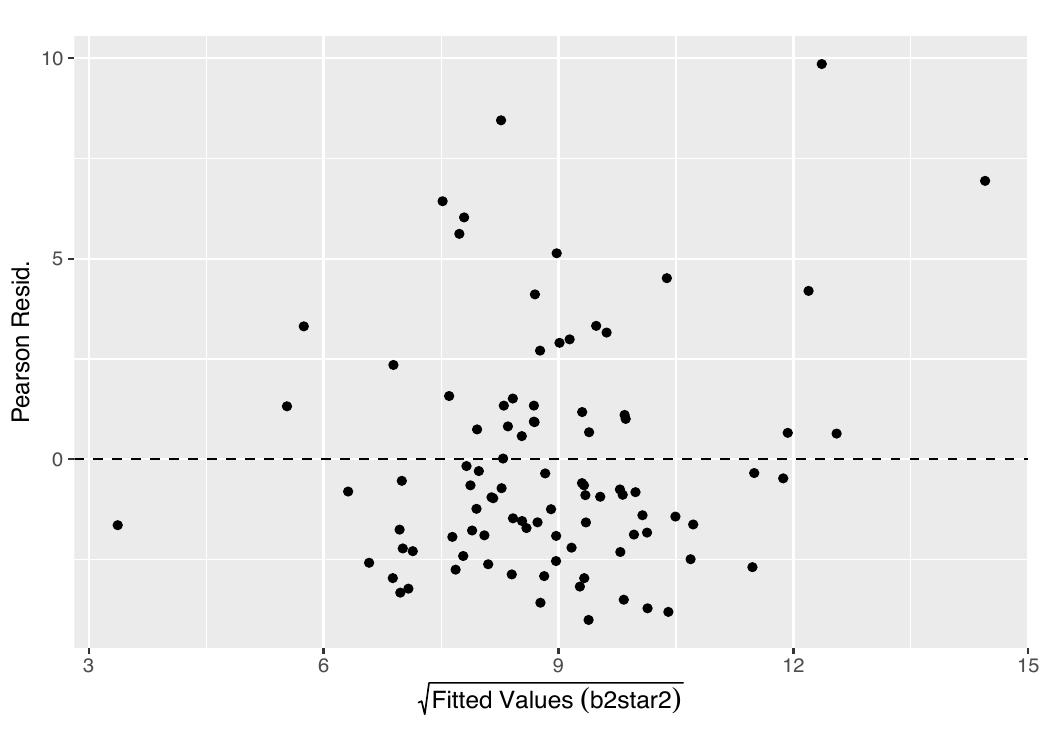 10
5
0
Pearson Resid.
3 6 9 12 15
√Fitted Values (b2star2)